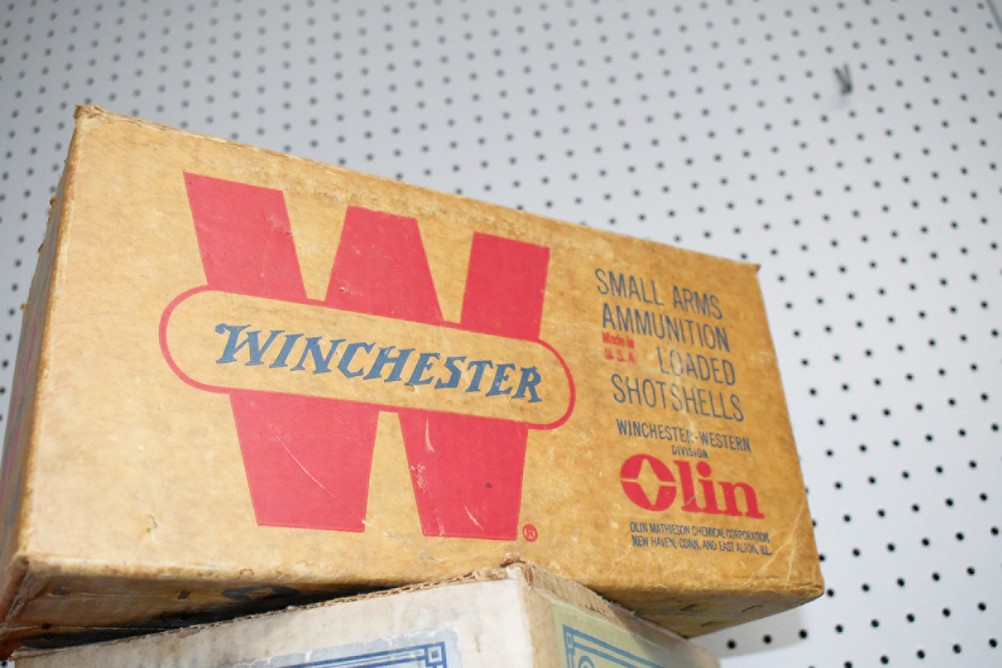 W
WINCHESTER
®
SMALL ARMS
AMMUNITION
Made in
U.S.A
LOADED
SHOTSHELLS
WINCHESTER-WESTERN
DIVISION
Olin
OLIN MATHIESON CHEMICAL CORPORATION,
NEW HAVEN, CONN. AND EAST ALTON, ILL.